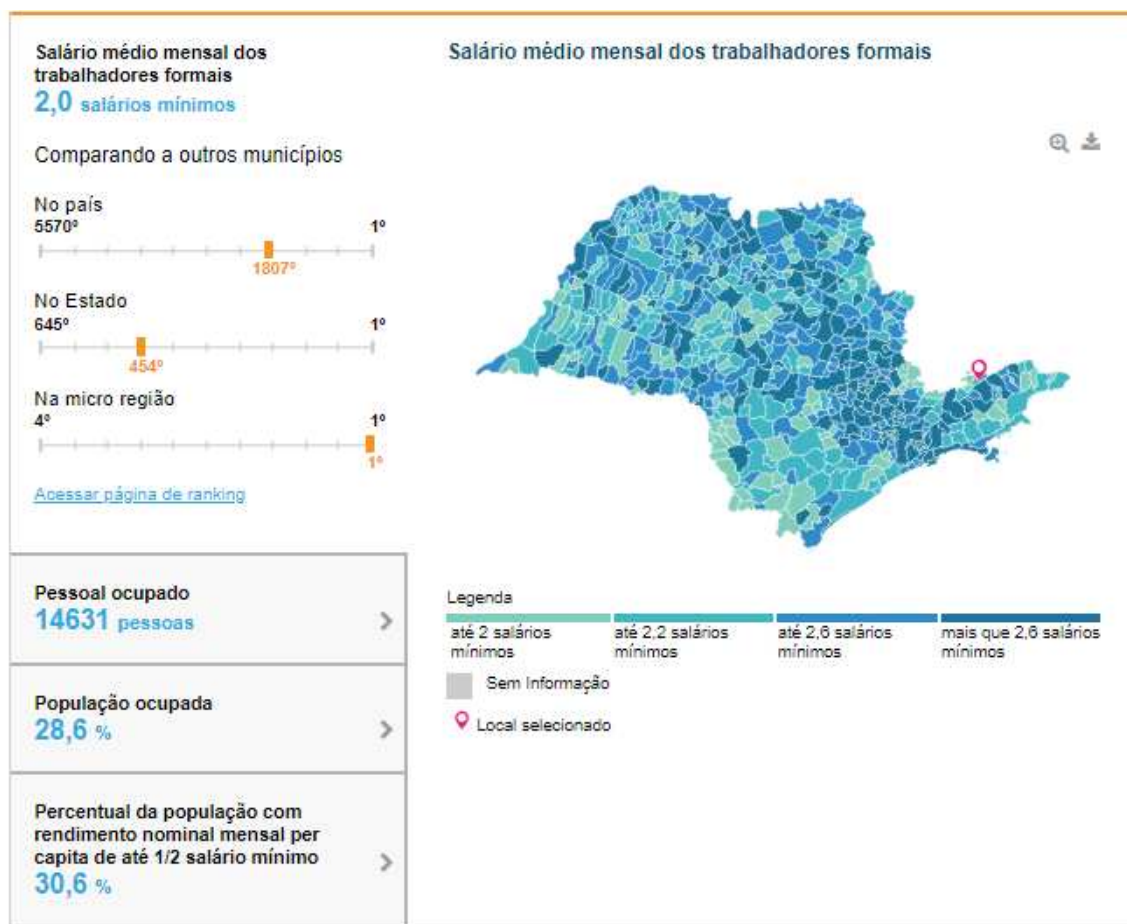 Salário médio mensal dos
trabalhadores formais
2,0 salários mínimos
Comparando a outros municípios
No país
5570º 1º
1807º
No Estado
645º 1º
454º
Na micro região
4º 1º
1º
Acessar página de ranking
Pessoal ocupado
14631 pessoas
População ocupada
28,6 %
Percentual da população com
rendimento nominal mensal per
capita de até 1/2 salário mínimo
30,6 %
Salário médio mensal dos trabalhadores formais
Legenda
até 2 salários
mínimos
até 2,2 salários
mínimos
até 2,6 salários
mínimos
mais que 2,6 salários
mínimos
Sem Informação
Local selecionado